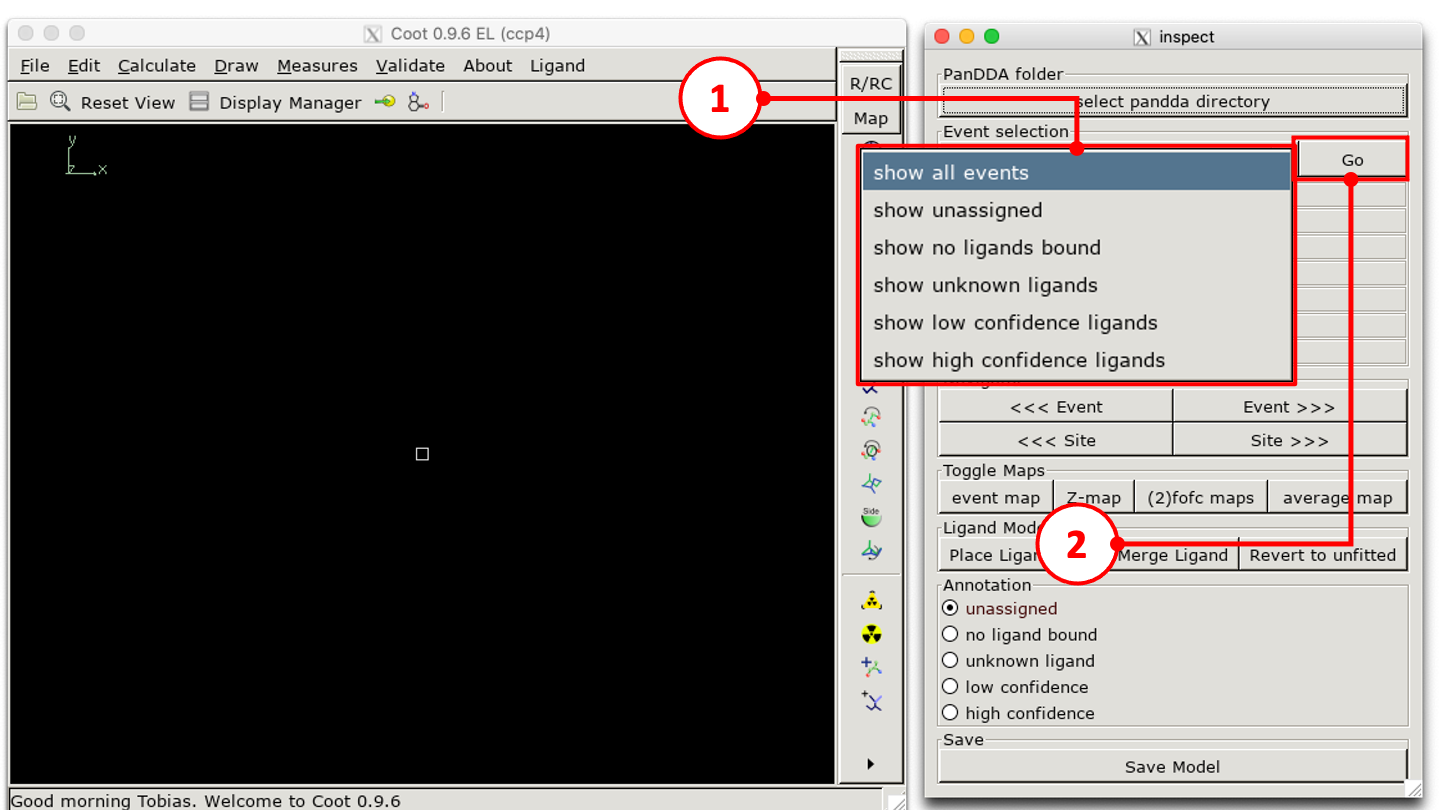 Coot 0.9.6 EL (ccp4)
File Edit Calculate Draw Measures Validate About Ligand
Reset View Display Manager
R/RC
Map
y
z x
Side
Good morning Tobias. Welcome to Coot 0.9.6
inspect
PanDDA folder
select pandda directory
Event selection
1
Go
show all events
show unassigned
show no ligands bound
show unknown ligands
show low confidence ligands
show high confidence ligands
<<< Event Event >>>
<<< Site Site >>>
Toggle Maps
event map Z-map (2)fofc maps average map
Ligand Mod
2
Place Ligan Merge Ligand Revert to unfitted
Annotation
unassigned
no ligand bound
unknown ligand
low confidence
high confidence
Save
Save Model